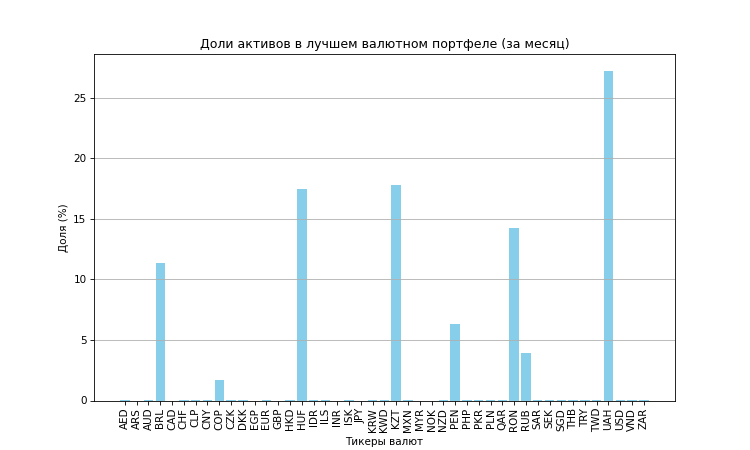 Доли активов в лучшем валютном портфеле (за месяц)
Доля (%)
25
20
15
10
5
0
AED ARS AUD BRL CAD CHF CLP CNY COP CZK DKK EGP EUR GBP HKD HUF IDR ILS INR ISK JPY KRW KWD KZT MXN MYR NOK NZD PEN PHP PKR PLN QAR RON RUB SAR SEK SGD THB TRY TWD UAH USD VND ZAR
Тикеры валют